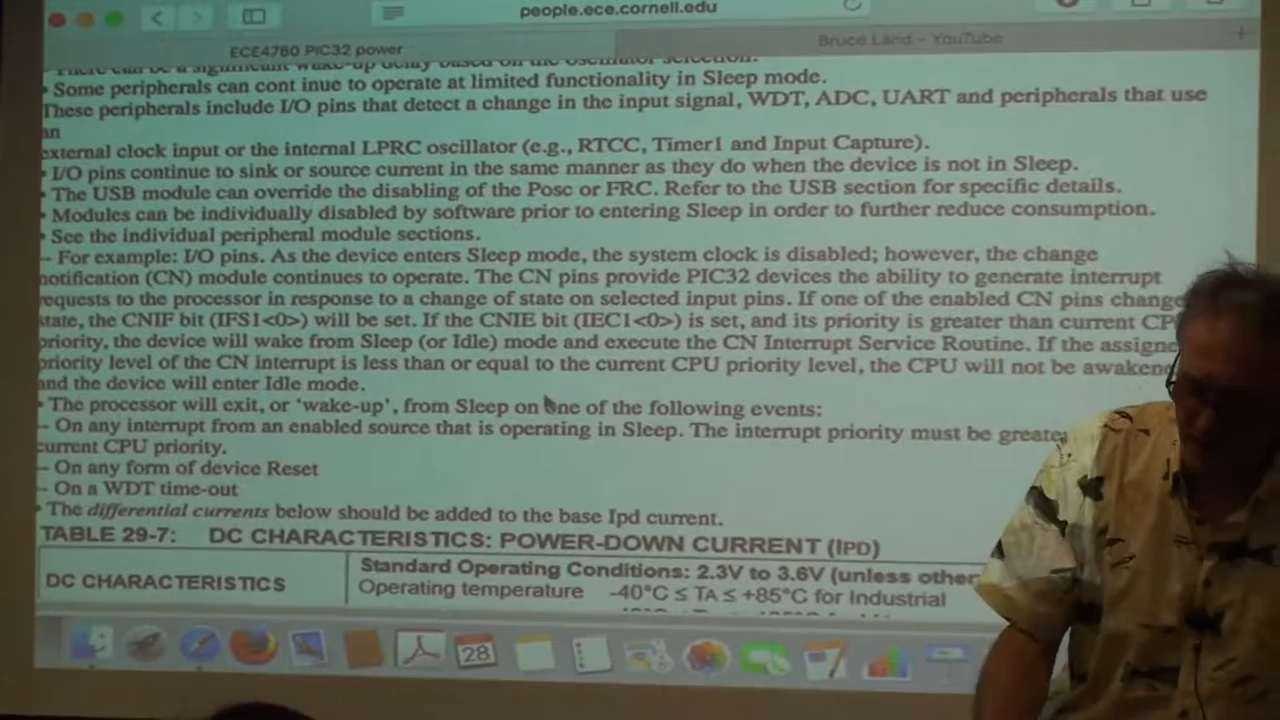 people.ece.cornell.edu
ECE4760 PIC32 power
Bruce Land - YouTube
• There can be a significant wake-up delay based on the oscillator selection.
• Some peripherals can cont inue to operate at limited functionality in Sleep mode.
These peripherals include I/O pins that detect a change in the input signal, WDT, ADC, UART and peripherals that use
an
external clock input or the internal LPRC oscillator (e.g., RTCC, Timer1 and Input Capture).
• I/O pins continue to sink or source current in the same manner as they do when the device is not in Sleep.
• The USB module can override the disabling of the Posc or FRC. Refer to the USB section for specific details.
• Modules can be individually disabled by software prior to entering Sleep in order to further reduce consumption.
• See the individual peripheral module sections.
– For example: I/O pins. As the device enters Sleep mode, the system clock is disabled; however, the change
notification (CN) module continues to operate. The CN pins provide PIC32 devices the ability to generate interrupt
requests to the processor in response to a change of state on selected input pins. If one of the enabled CN pins change
state, the CNIF bit (IFS1<0>) will be set. If the CNIE bit (IEC1<0>) is set, and its priority is greater than current CP
priority, the device will wake from Sleep (or Idle) mode and execute the CN Interrupt Service Routine. If the assigne
priority level of the CN interrupt is less than or equal to the current CPU priority level, the CPU will not be awaken
and the device will enter Idle mode.
• The processor will exit, or ‘wake-up’, from Sleep on one of the following events:
– On any interrupt from an enabled source that is operating in Sleep. The interrupt priority must be greater
current CPU priority.
– On any form of device Reset
– On a WDT time-out
• The differential currents below should be added to the base Ipd current.
TABLE 29-7: DC CHARACTERISTICS: POWER-DOWN CURRENT (IPD)
DC CHARACTERISTICS
Standard Operating Conditions: 2.3V to 3.6V (unless other
Operating temperature -40°C ≤ TA ≤ +85°C for Industrial
28